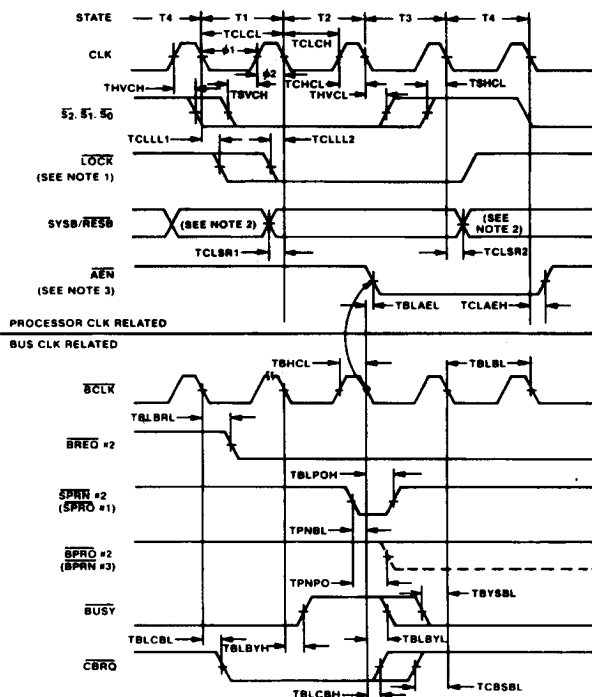 STATE T4 T1 T2 T3 T4
TCLCL TCLCH
CLK ϕ1
ϕ2 TCHCL TSHCL
THVCH TSVCH THVCL
S2, S1, S0
TCLLL1 TCLLL2
LOCK
(SEE NOTE 1)
SYSB/RESB (SEE NOTE 2) (SEE NOTE 2)
TCLSR1 TCLSR2
AEN
(SEE NOTE 3) TBLAEL TCLAEH
PROCESSOR CLK RELATED
BUS CLK RELATED
TBHCL TBLBL
BCLK
TBLBRL
BREQ #2
TBLPOH
SPRN #2
(SPRO #1)
TPNBL
BPRO #2
(BPRN #3)
TPNPO TBYSBL
BUSY
TBLCBL TBLBYH TBLBYL
CBRQ
TBLCBH TCBSBL